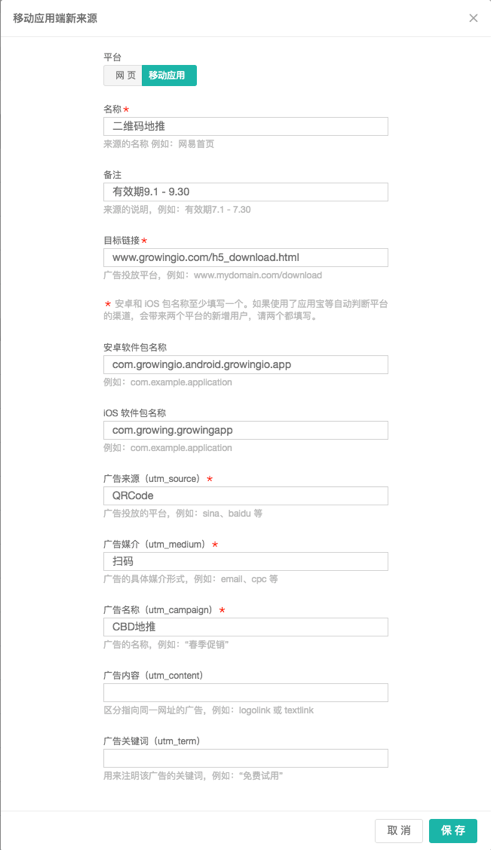 移动应用端新来源
平台
网 页 移动应用
名称*
二维码地推
来源的名称 例如：网易首页
备注
有效期9.1 - 9.30
来源的说明，例如：有效期7.1 - 7.30
目标链接*
www.growingio.com/h5_download.html
广告投放平台，例如：www.mydomain.com/download
* 安卓和 iOS 包名称至少填写一个。如果使用了应用宝等自动判断平台
的渠道，会带来两个平台的新增用户，请两个都填写。
安卓软件包名称
com.growingio.android.growingio.app
例如：com.example.application
iOS 软件包名称
com.growing.growingapp
例如：com.example.application
广告来源（utm_source）*
QRCode
广告投放的平台，例如：sina、baidu 等
广告媒介（utm_medium）*
扫码
广告的具体媒介形式，例如：email、cpc 等
广告名称（utm_campaign）*
CBD地推
广告的名称，例如：“春季促销”
广告内容（utm_content）
区分指向同一网址的广告，例如：logolink 或 textlink
广告关键词（utm_term）
用来注明该广告的关键词，例如：“免费试用”
取 消 保 存